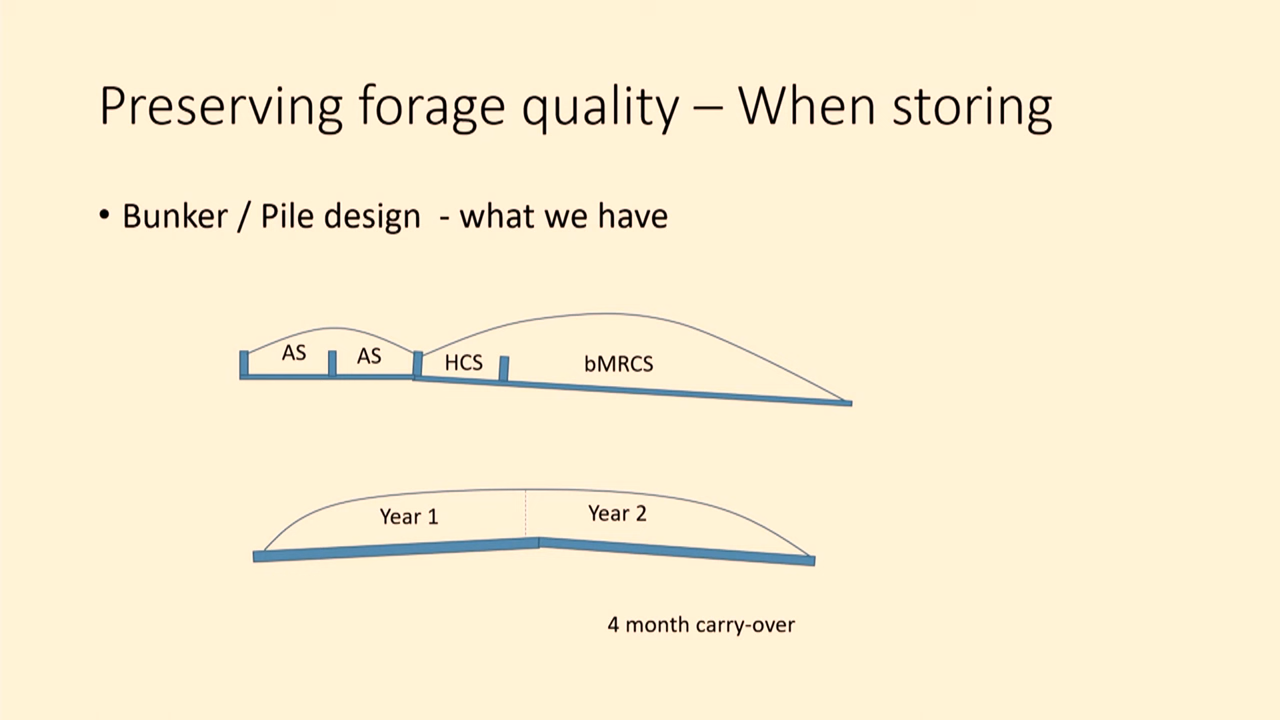 Preserving forage quality – When storing
• Bunker / Pile design - what we have
AS AS HCS bMRCS
Year 1 Year 2
4 month carry-over